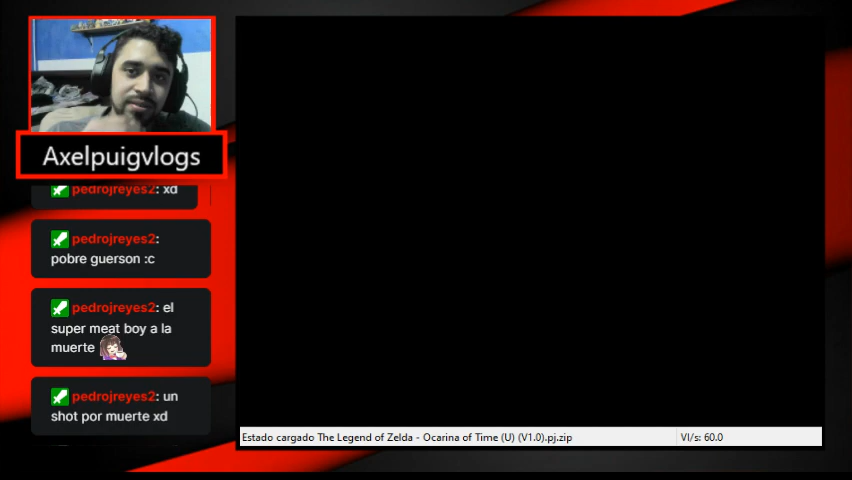 Axelpuigvlogs
pedrojreyes2: xd
pedrojreyes2:
pobre guerson :c
pedrojreyes2: el
super meat boy a la
muerte
pedrojreyes2: un
shot por muerte xd
Estado cargado The Legend of Zelda - Ocarina of Time (U) (V1.0).pj.zip
VI/s: 60.0